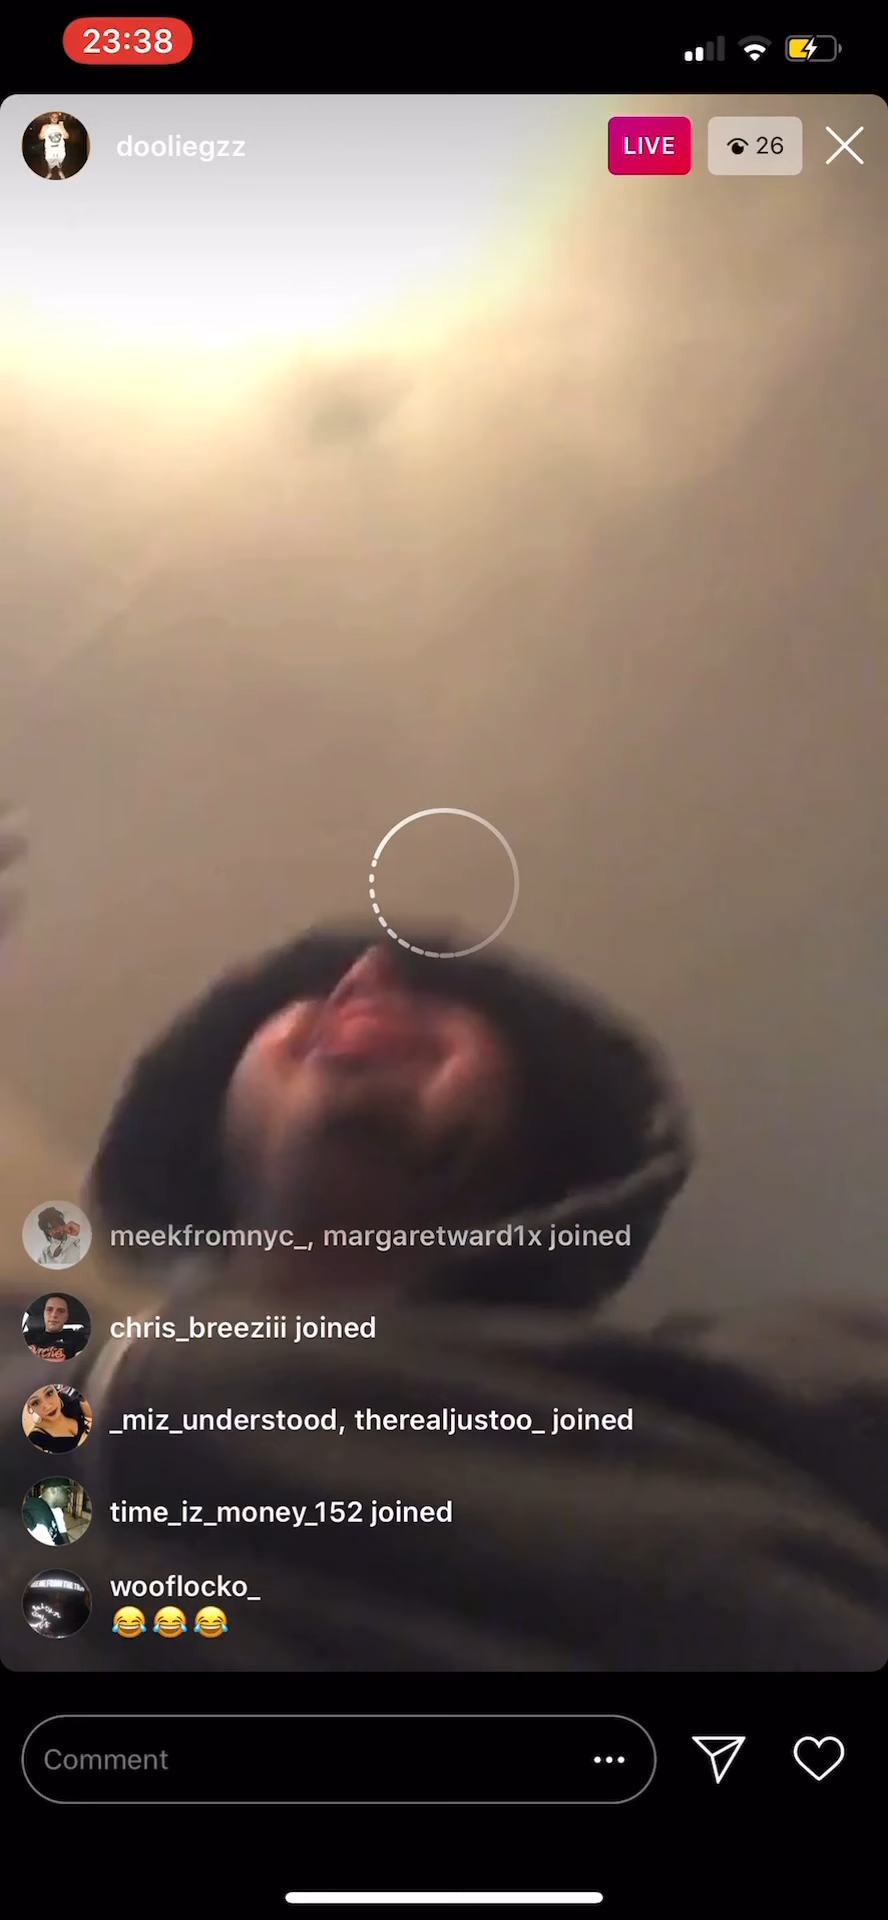 23:38
dooliegzz
LIVE
26
meekfromnyc_, margaretward1x joined
chris_breeziii joined
_miz_understood, therealjustoo_ joined
time_iz_money_152 joined
wooflocko_
😂😂😂
Comment